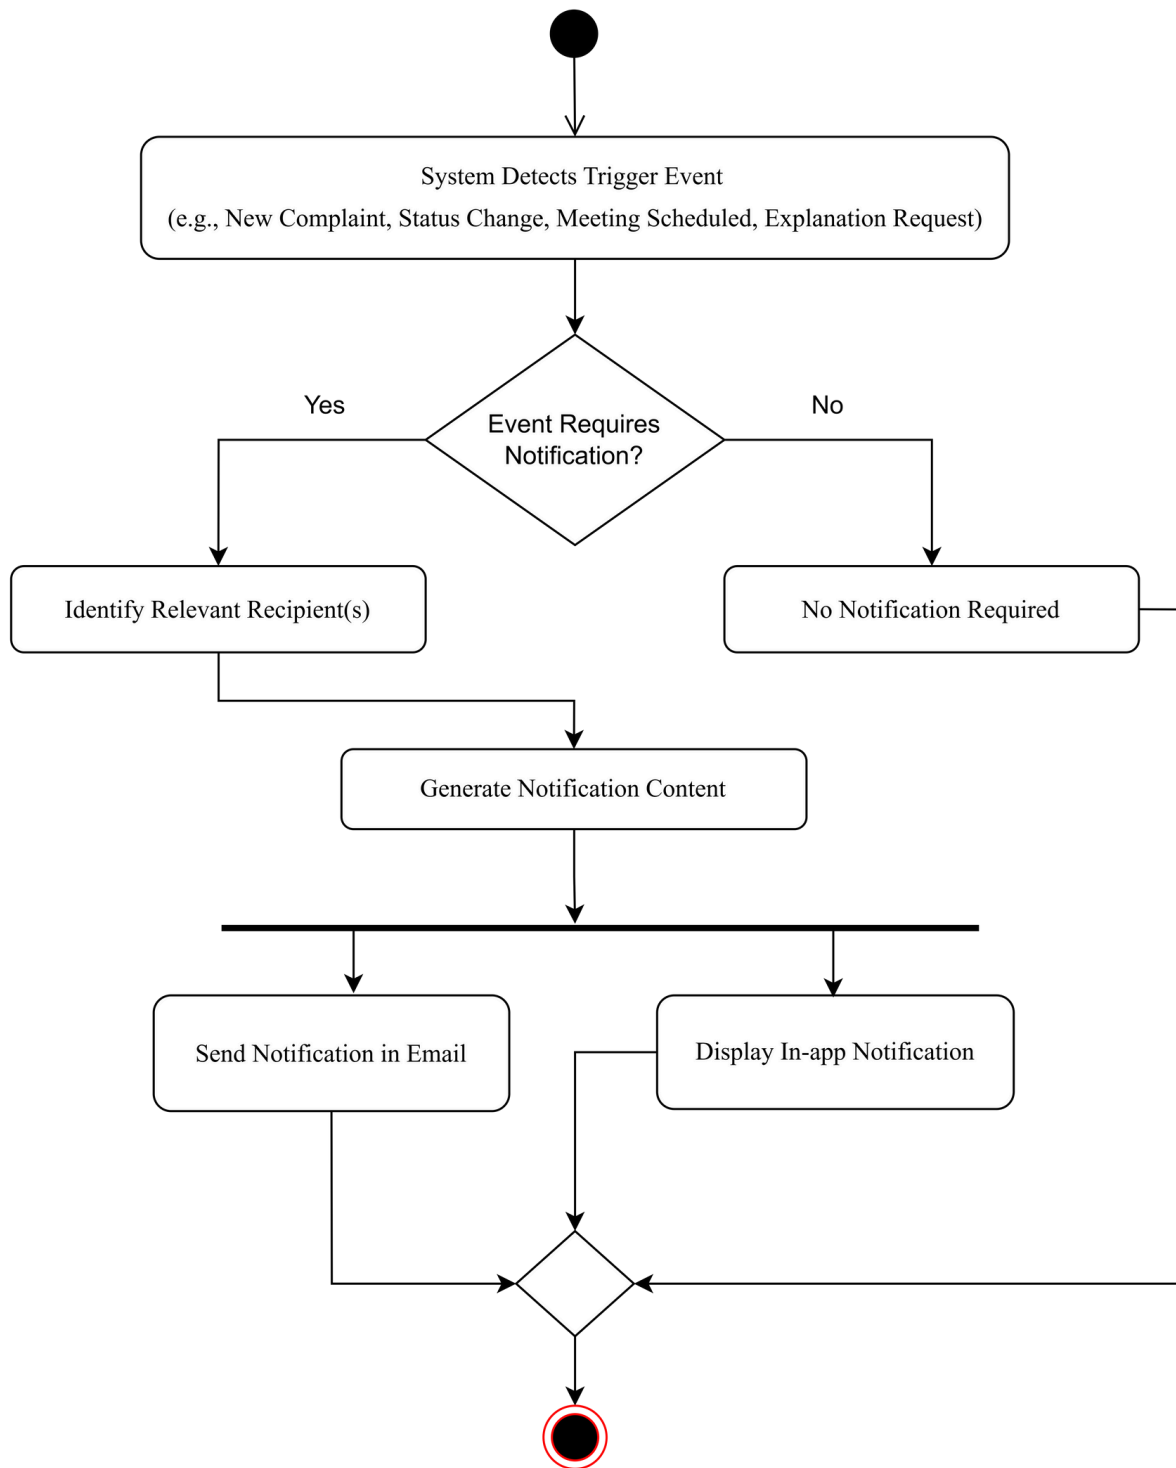 System Detects Trigger Event
(e.g., New Complaint, Status Change, Meeting Scheduled, Explanation Request)
Yes
No
Event Requires
Notification?
Identify Relevant Recipient(s)
No Notification Required
Generate Notification Content
Send Notification in Email
Display In-app Notification